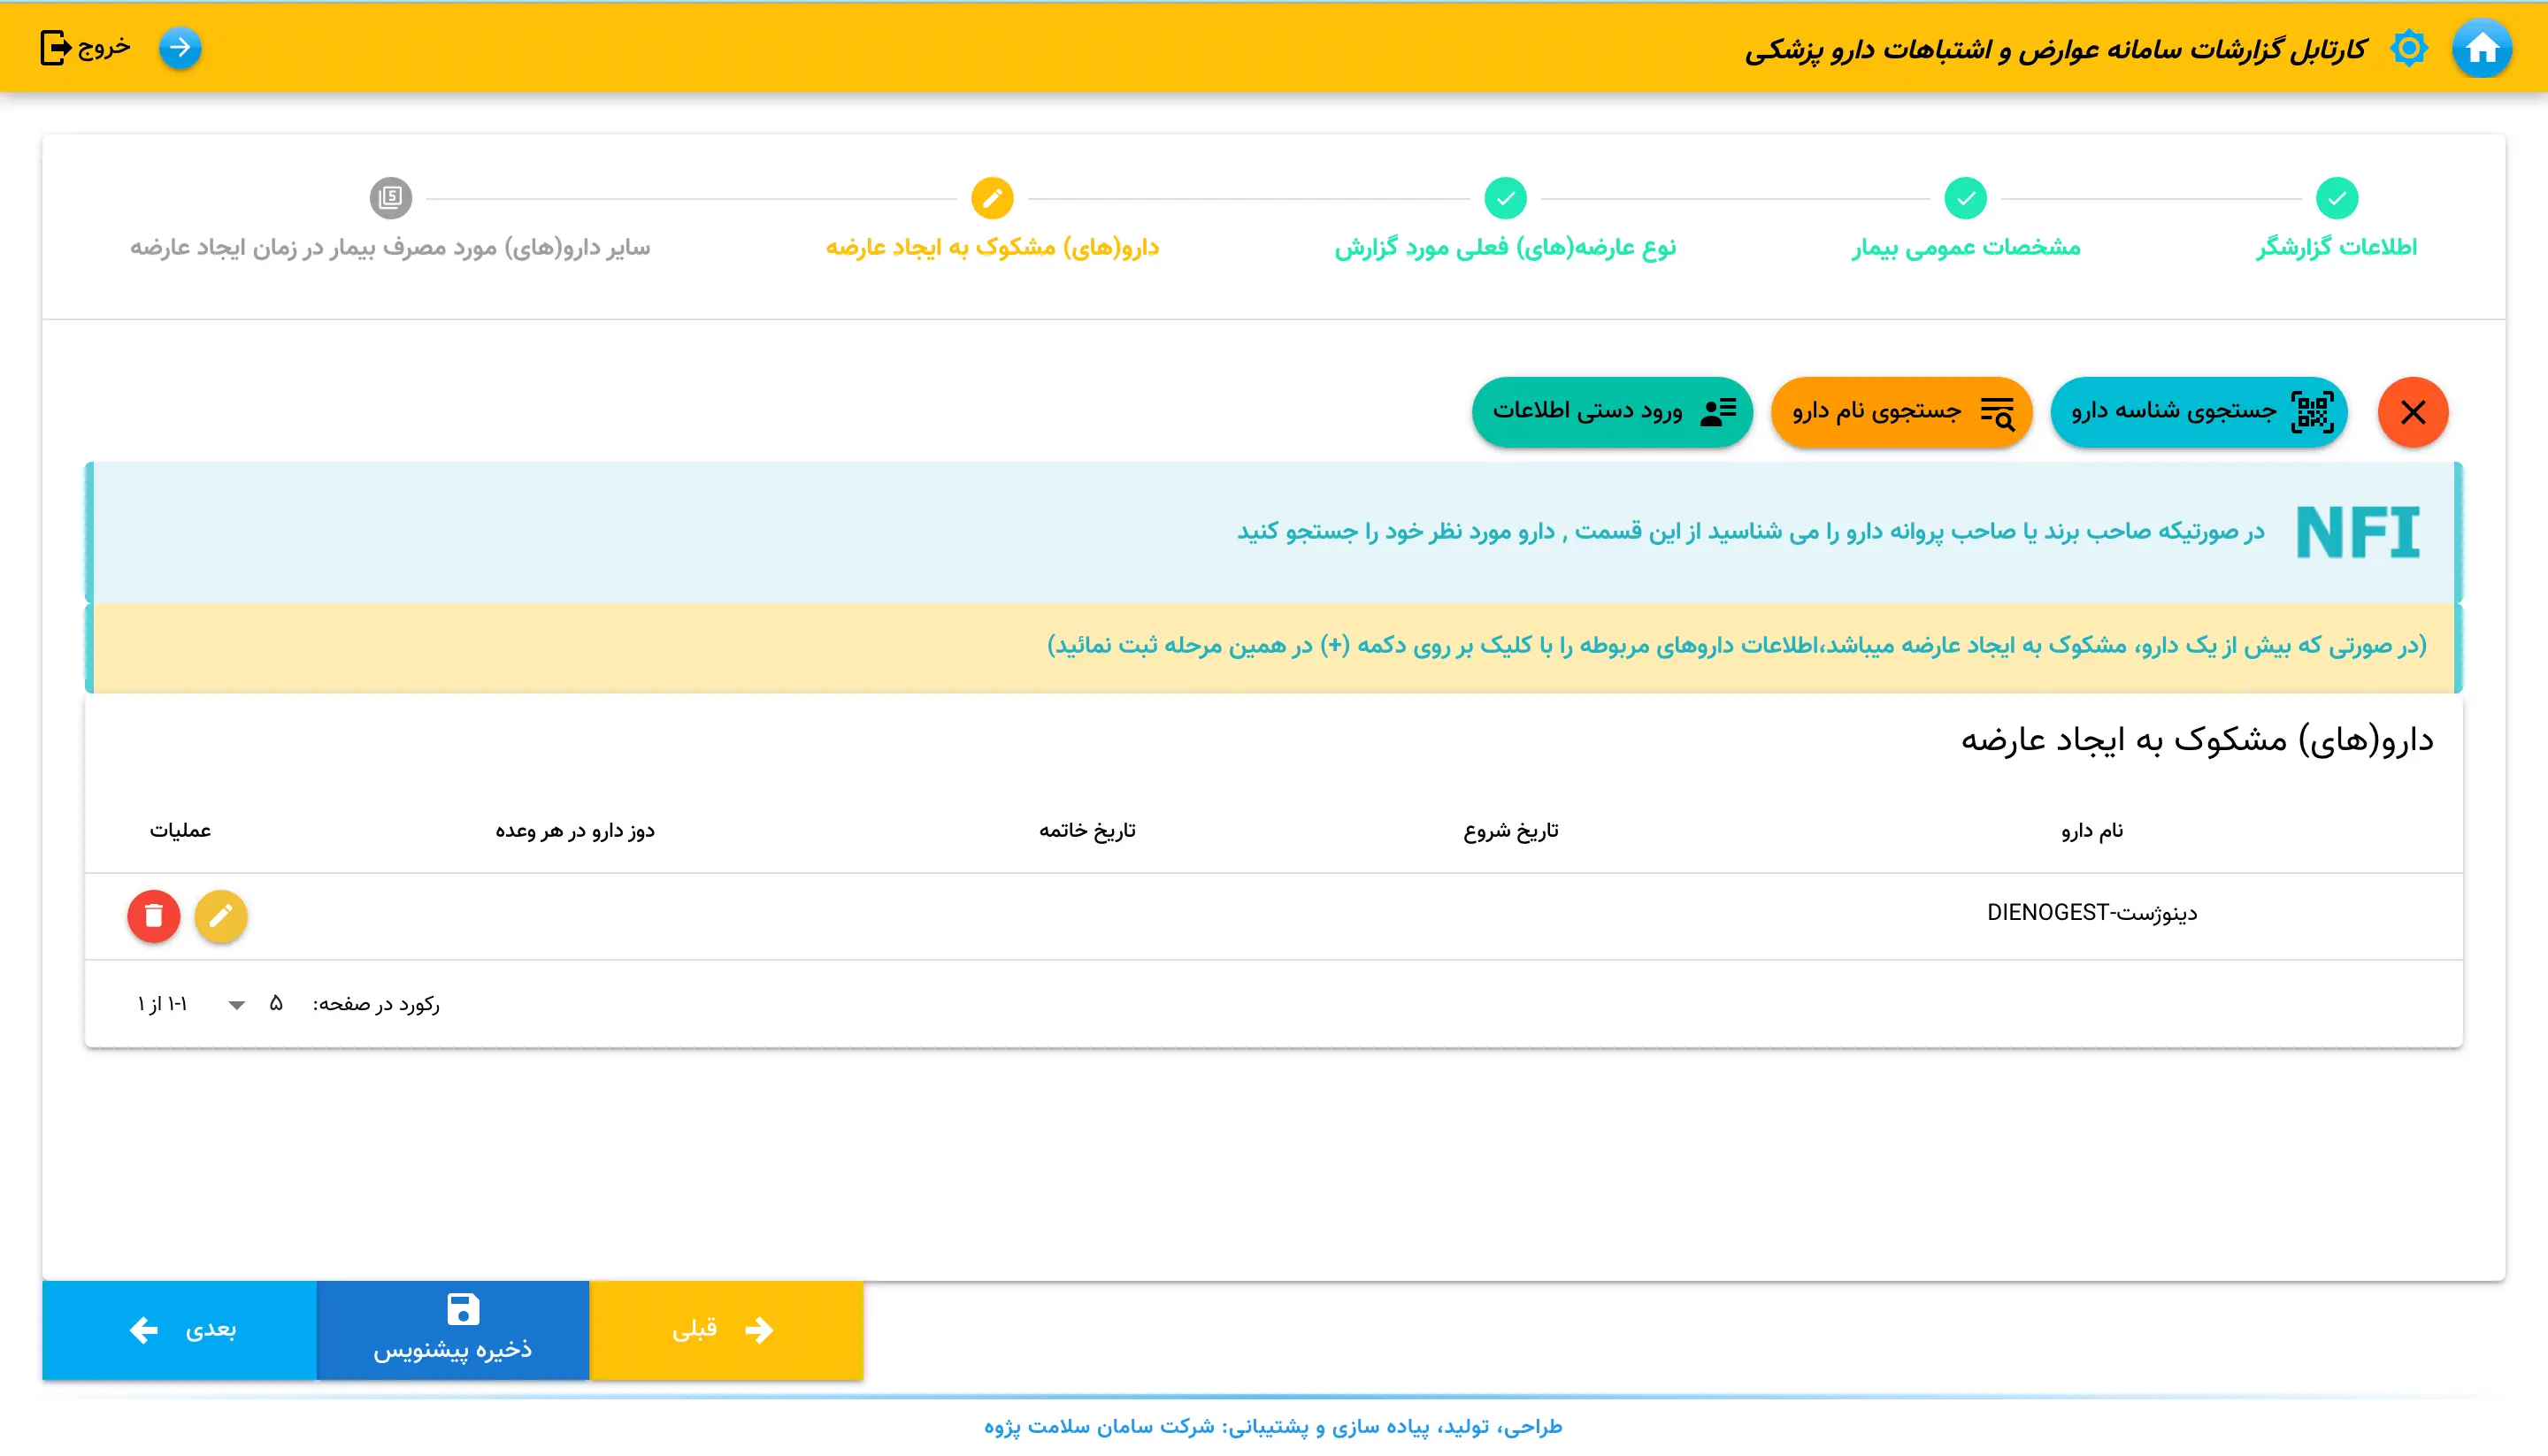 کارتابل گزارشات سامانه عوارض و اشتباهات دارو پزشکی
خروج
اطلاعات گزارشگر
مشخصات عمومی بیمار
نوع عارضه(های) فعلی مورد گزارش
دارو(های) مشکوک به ایجاد عارضه
5
سایر دارو(های) مورد مصرف بیمار در زمان ایجاد عارضه
جستجوی شناسه دارو
جستجوی نام دارو
ورود دستی اطلاعات
NFI
در صورتیکه صاحب برند یا صاحب پروانه دارو را می شناسید از این قسمت , دارو مورد نظر خود را جستجو کنید
(در صورتی که بیش از یک دارو، مشکوک به ایجاد عارضه میباشد،اطلاعات داروهای مربوطه را با کلیک بر روی دکمه (+) در همین مرحله ثبت نمائید)
دارو(های) مشکوک به ایجاد عارضه
نام دارو	تاریخ شروع	تاریخ خاتمه	دوز دارو در هر وعده	عملیات
دینوژست-DIENOGEST
رکورد در صفحه: ۵ ۱-۱ از ۱
قبلی
ذخیره پیشنویس
بعدی
طراحی، تولید، پیاده سازی و پشتیبانی: شرکت سامان سلامت پژوه